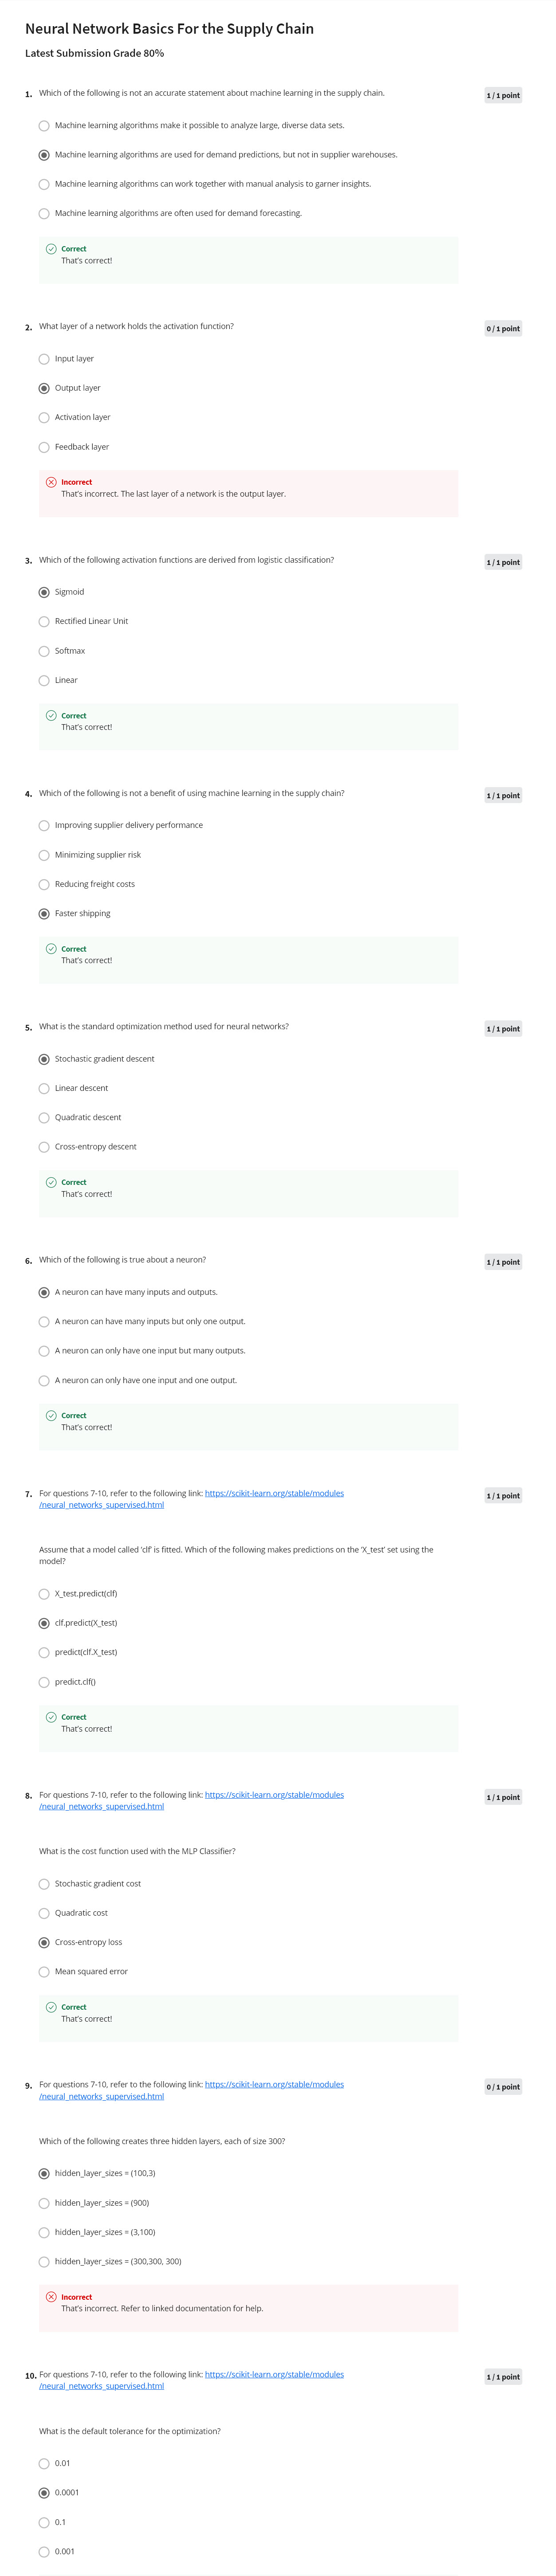 Neural Network Basics For the Supply Chain
Latest Submission Grade 80%
1. Which of the following is not an accurate statement about machine learning in the supply chain. 1 / 1 point
Machine learning algorithms make it possible to analyze large, diverse data sets.
Machine learning algorithms are used for demand predictions, but not in supplier warehouses.
Machine learning algorithms can work together with manual analysis to garner insights.
Machine learning algorithms are often used for demand forecasting.
Correct
That's correct!
2. What layer of a network holds the activation function? 0 / 1 point
Input layer
Output layer
Activation layer
Feedback layer
Incorrect
That's incorrect. The last layer of a network is the output layer.
3. Which of the following activation functions are derived from logistic classification? 1 / 1 point
Sigmoid
Rectified Linear Unit
Softmax
Linear
Correct
That's correct!
4. Which of the following is not a benefit of using machine learning in the supply chain? 1 / 1 point
Improving supplier delivery performance
Minimizing supplier risk
Reducing freight costs
Faster shipping
Correct
That's correct!
5. What is the standard optimization method used for neural networks? 1 / 1 point
Stochastic gradient descent
Linear descent
Quadratic descent
Cross-entropy descent
Correct
That's correct!
6. Which of the following is true about a neuron? 1 / 1 point
A neuron can have many inputs and outputs.
A neuron can have many inputs but only one output.
A neuron can only have one input but many outputs.
A neuron can only have one input and one output.
Correct
That's correct!
7. For questions 7-10, refer to the following link: https://scikit-learn.org/stable/modules 1 / 1 point
/neural_networks_supervised.html
Assume that a model called 'clf' is fitted. Which of the following makes predictions on the 'X_test' set using the
model?
X_test.predict(clf)
clf.predict(X_test)
predict(clf.X_test)
predict.clf()
Correct
That's correct!
8. For questions 7-10, refer to the following link: https://scikit-learn.org/stable/modules 1 / 1 point
/neural_networks_supervised.html
What is the cost function used with the MLP Classifier?
Stochastic gradient cost
Quadratic cost
Cross-entropy loss
Mean squared error
Correct
That's correct!
9. For questions 7-10, refer to the following link: https://scikit-learn.org/stable/modules 0 / 1 point
/neural_networks_supervised.html
Which of the following creates three hidden layers, each of size 300?
hidden_layer_sizes = (100,3)
hidden_layer_sizes = (900)
hidden_layer_sizes = (3,100)
hidden_layer_sizes = (300,300, 300)
Incorrect
That's incorrect. Refer to linked documentation for help.
10. For questions 7-10, refer to the following link: https://scikit-learn.org/stable/modules 1 / 1 point
/neural_networks_supervised.html
What is the default tolerance for the optimization?
0.01
0.0001
0.1
0.001